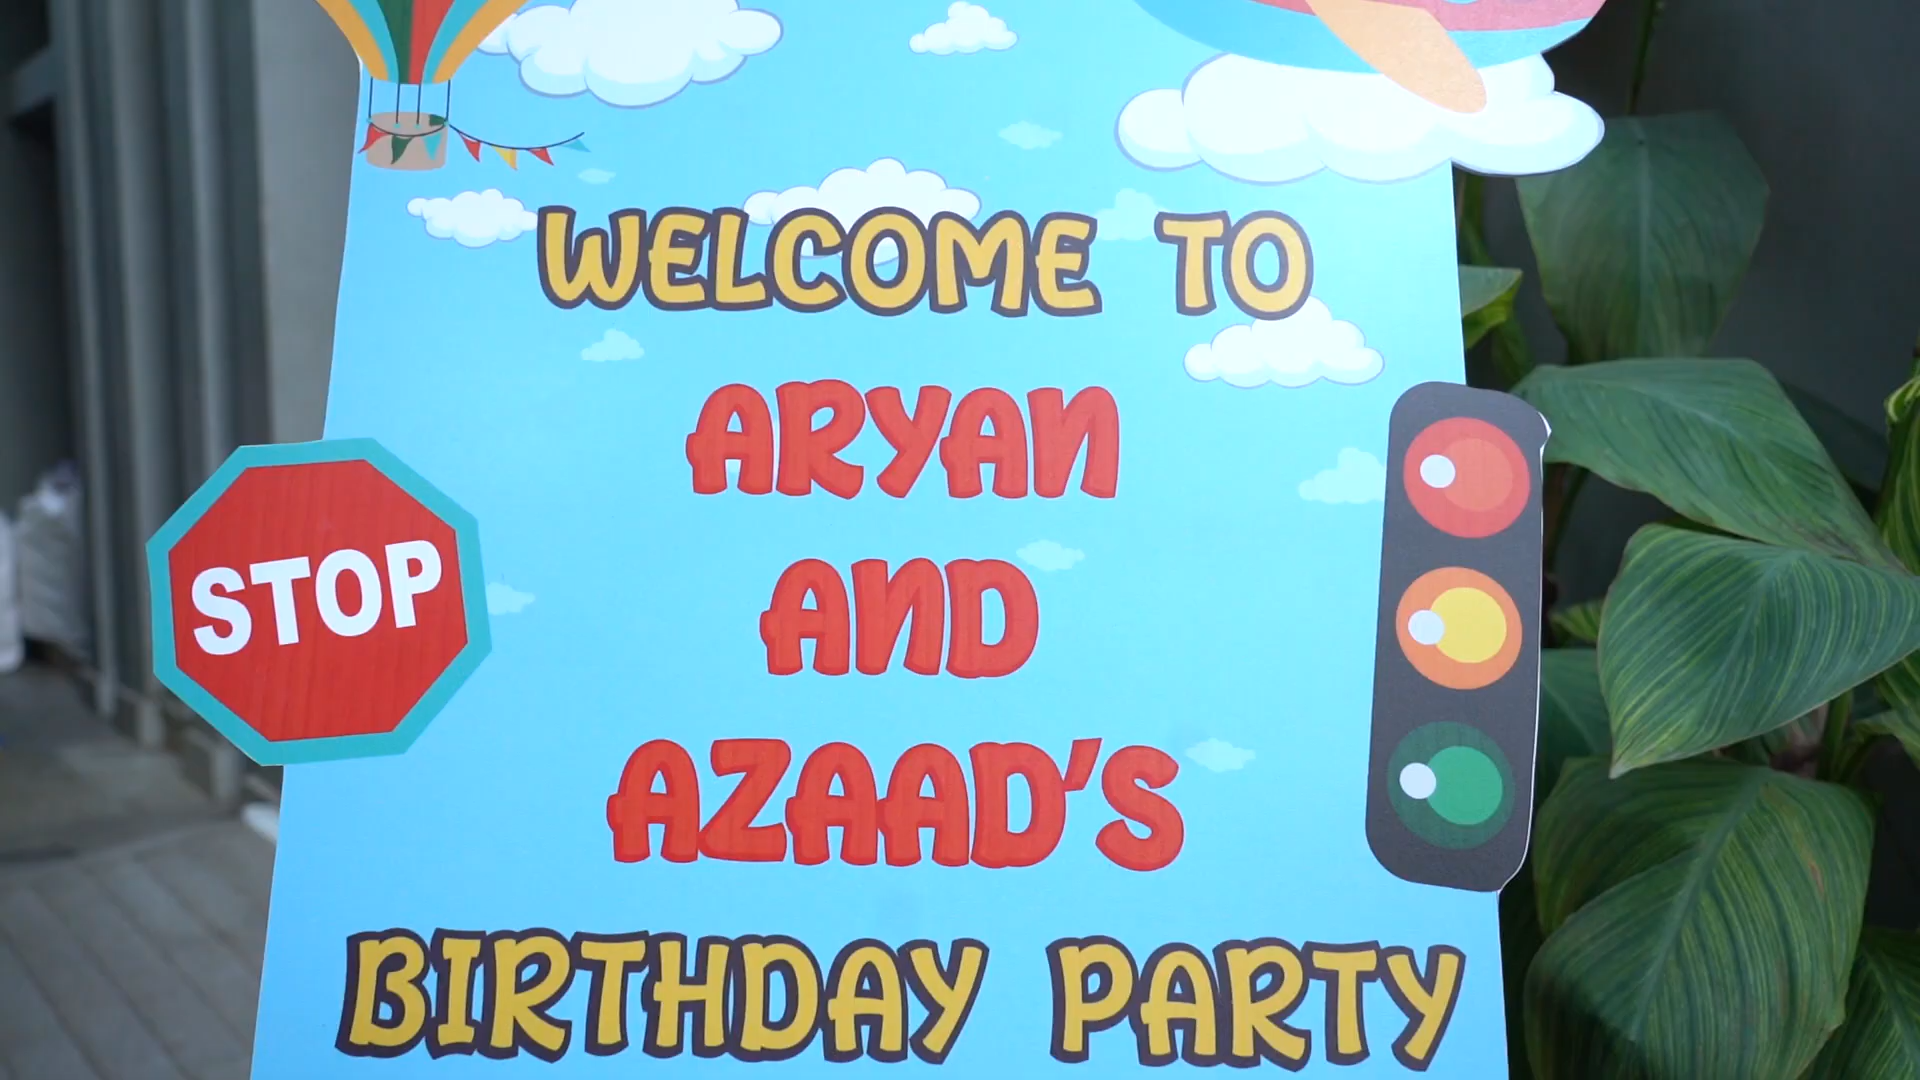 WELCOME TO
ARYAN
AND
AZAAD'S
BIRTHDAY PARTY
STOP